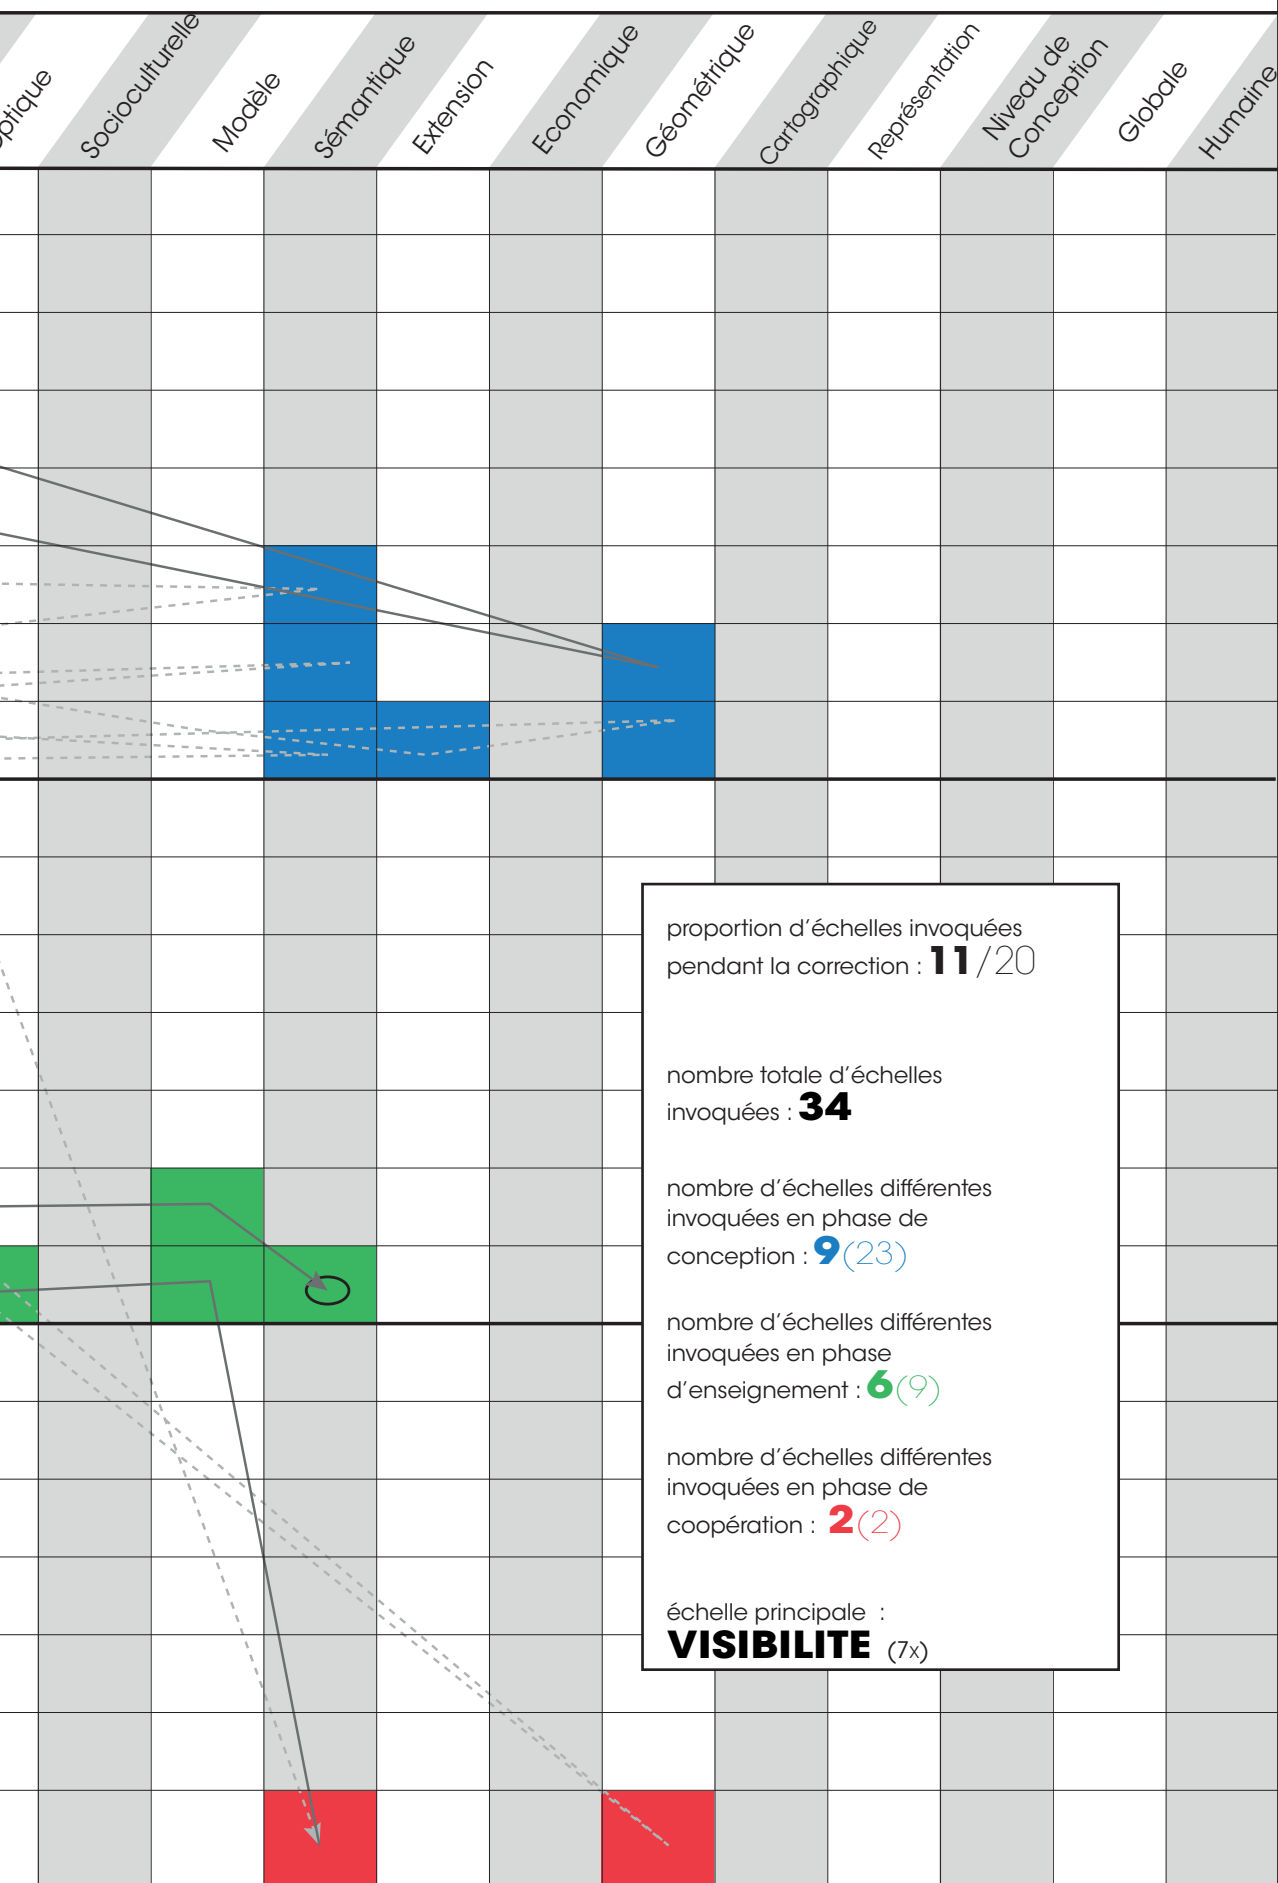 Socioculturelle
Modèle
Sémantique
Extension
Economique
Géométrique
Cartographique
Représentation
Niveau de
Conception
Globale
Humaine
proportion d'échelles invoquées
pendant la correction : 11/20
nombre totale d'échelles
invoquées : 34
nombre d'échelles différentes
invoquées en phase de
conception : 9(23)
nombre d'échelles différentes
invoquées en phase
d'enseignement : 6(9)
nombre d'échelles différentes
invoquées en phase de
coopération : 2(2)
échelle principale :
VISIBILITE (7x)